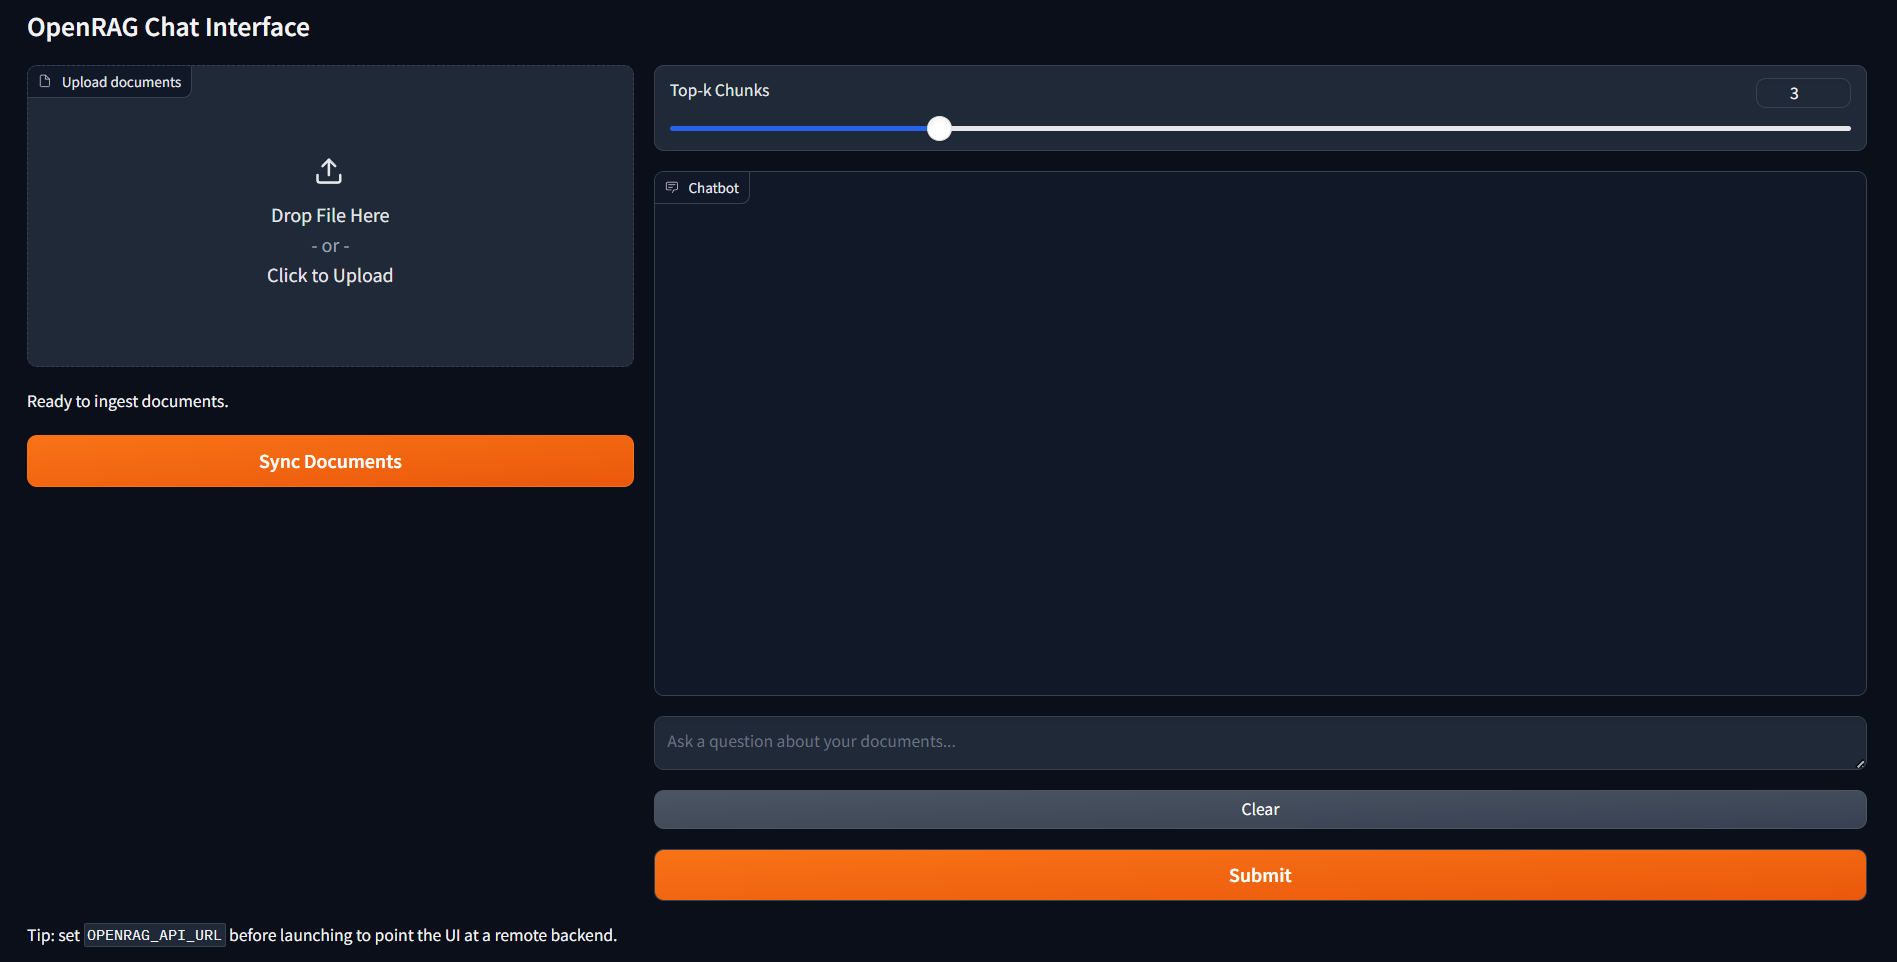 OpenRAG Chat Interface
Upload documents
Drop File Here
- or -
Click to Upload
Ready to ingest documents.
Sync Documents
Top-k Chunks
3
Chatbot
Ask a question about your documents...
Clear
Submit
Tip: set OPENRAG_API_URL before launching to point the UI at a remote backend.